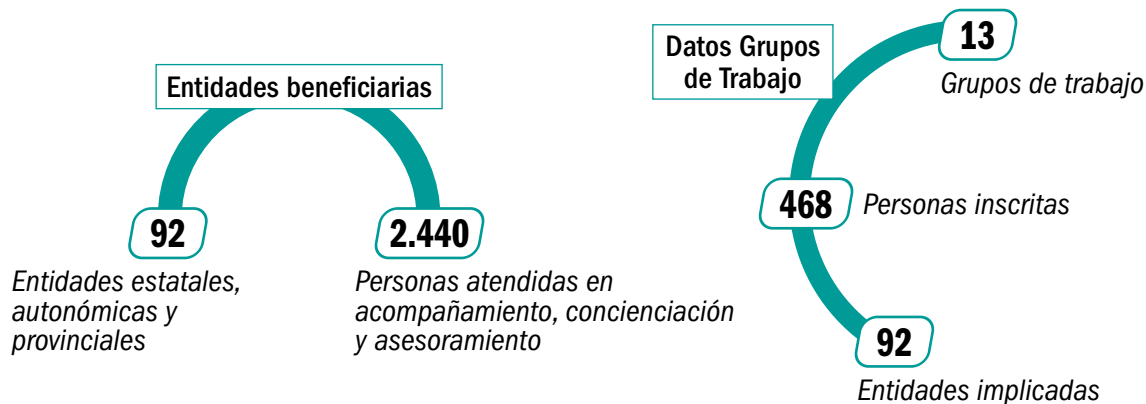 Entidades beneficiarias
92
Entidades estatales,
autonómicas y
provinciales
2.440
Personas atendidas en
acompañamiento, concienciación
y asesoramiento
Datos Grupos
de Trabajo
13
Grupos de trabajo
468
Personas inscritas
92
Entidades implicadas